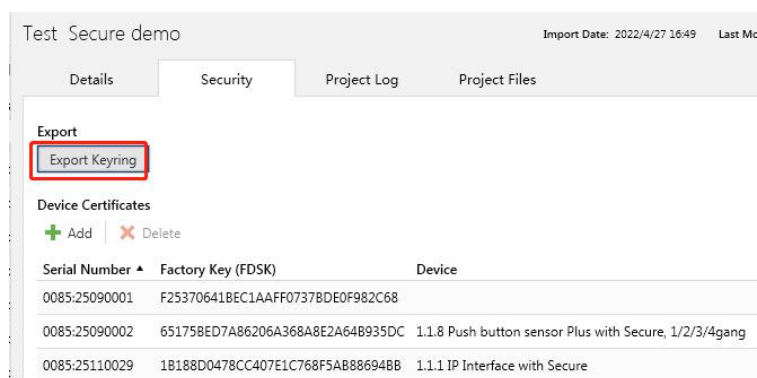 Test Secure demo Import Date: 2022/4/27 16:49 Last Mo
Details Security Project Log Project Files
Export
Export Keyring
Device Certificates
Add Delete
Serial Number Factory Key (FDSK) Device
0085:25090001 F25370641BEC1AAFF0737BDE0F982C68
0085:25090002 65175BED7A86206A368A8E2A64B935DC 1.1.8 Push button sensor Plus with Secure, 1/2/3/4gang
0085:25110029 1B188D0478CC407E1C768F5AB88694BB 1.1.1 IP Interface with Secure